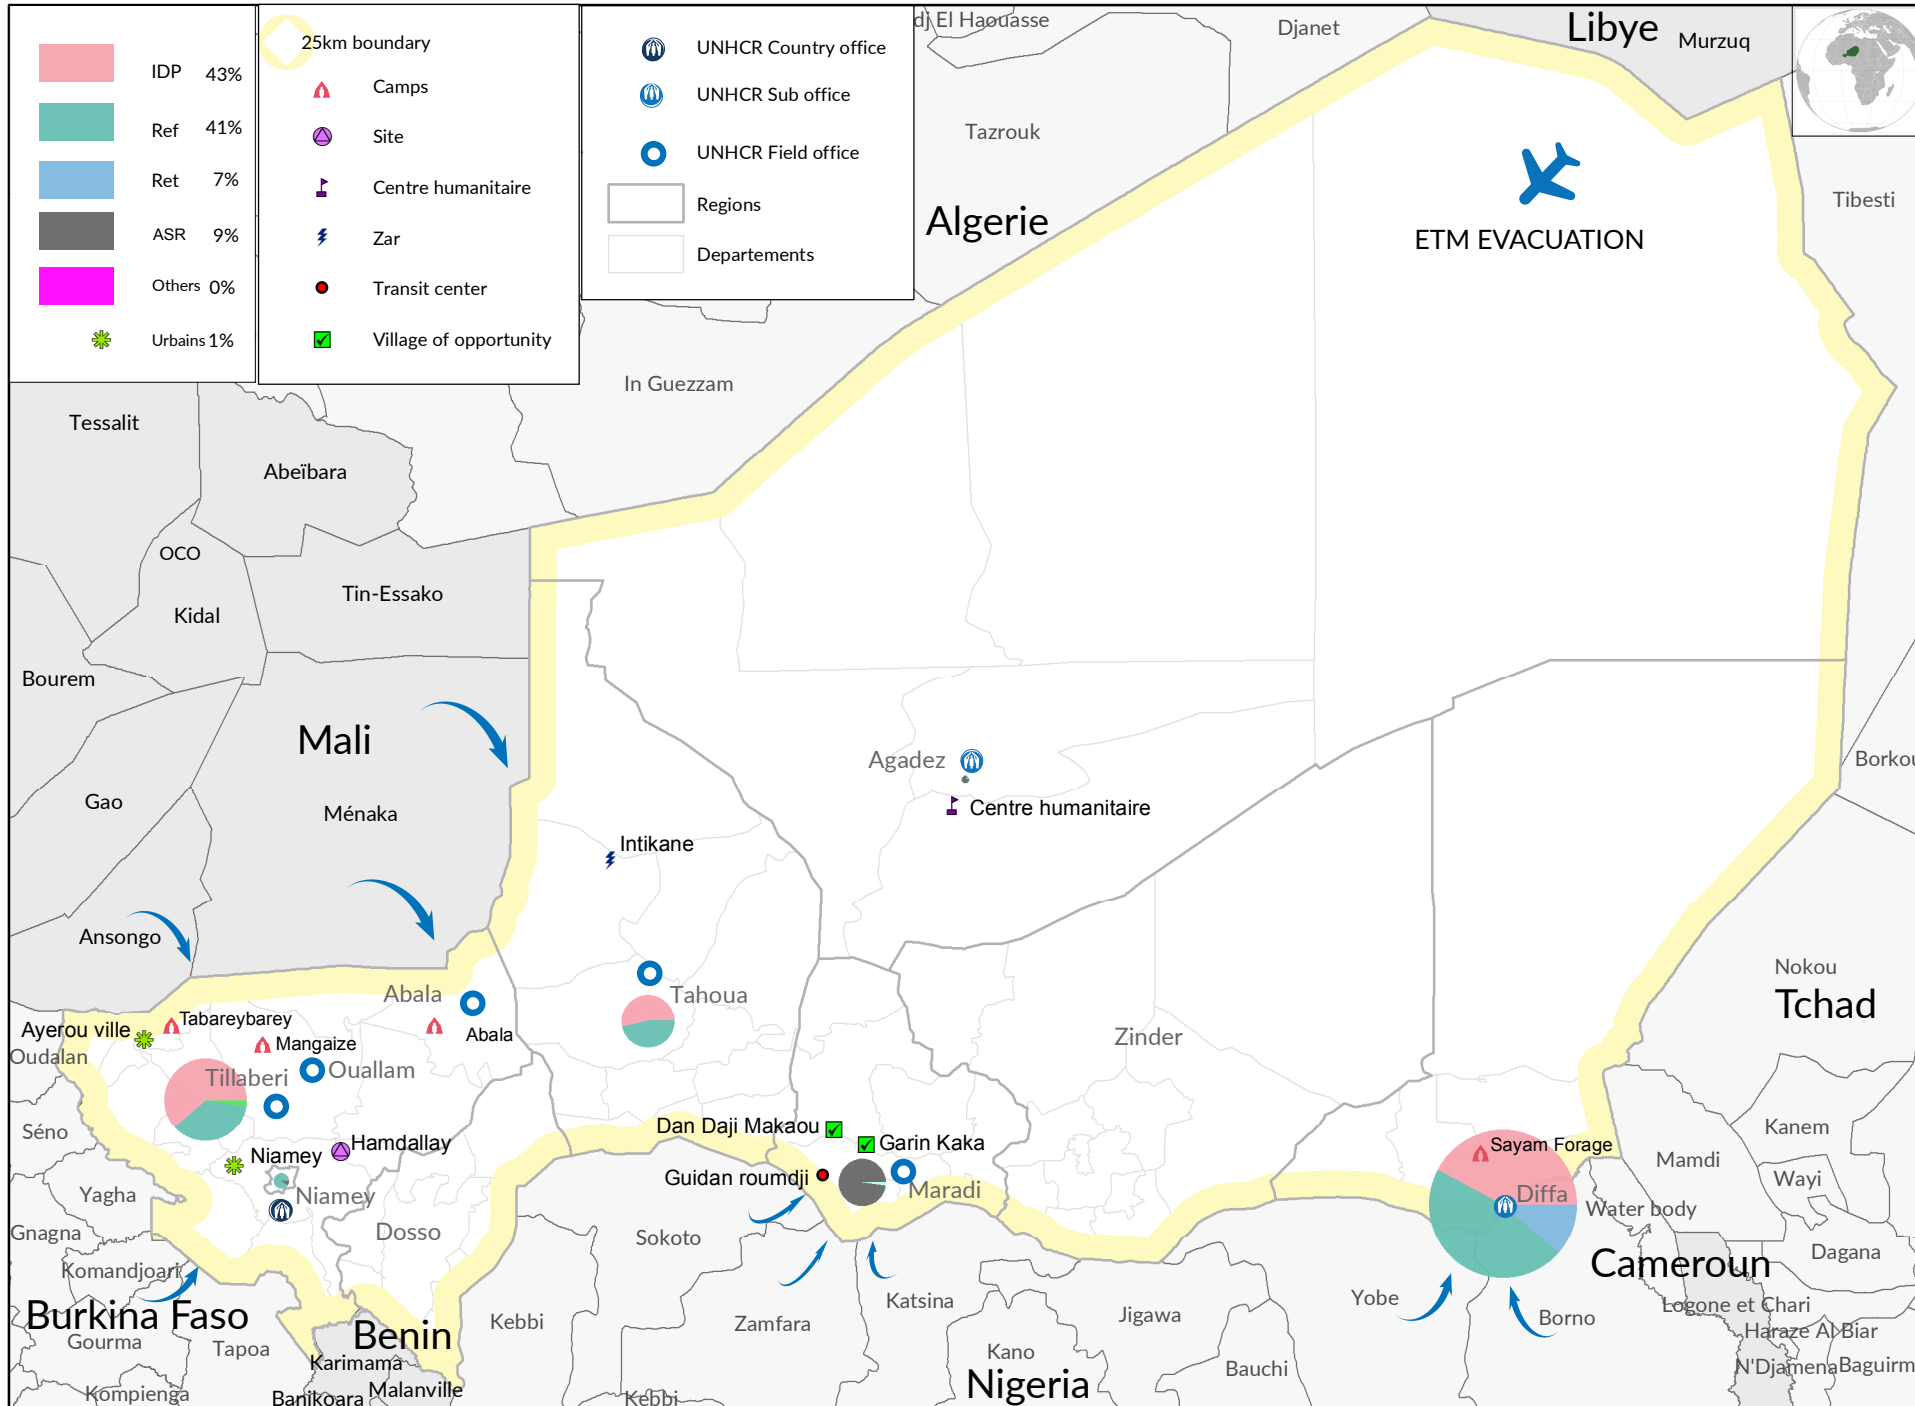 IDP 43%
Ref 41%
Ret 7%
ASR 9%
Others 0%
Urbains 1%
25km boundary
Camps
Site
Centre humanitaire
Zar
Transit center
Village of opportunity
UNHCR Country office
UNHCR Sub office
UNHCR Field office
Regions
Departements
dj El Haouasse
Djanet
Libye
Murzuq
Tazrouk
Tibesti
Algerie
ETM EVACUATION
In Guezzam
Tessalit
Abeïbara
OCO
Tin-Essako
Kidal
Bourem
Mali
Agadez
Borkou
Gao
Ménaka
Centre humanitaire
Intikane
Ansongo
Nokou
Abala
Tahoua
Tchad
Tabareybarey
Ayerou ville
Abala
Zinder
Mangaize
Oudalan
Ouallam
Tillaberi
Séno
Dan Daji Makaou
Kanem
Hamdallay
Garin Kaka
Sayam Forage
Niamey
Mamdi
Guidan roumdji
Wayi
Yagha
Niamey
Maradi
Diffa
Water body
Gnagna
Dosso
Sokoto
Dagana
Komandjoari
Cameroun
Burkina Faso
Katsina
Yobe
Logone et Chari
Kebbi
Zamfara
Jigawa
Borno
Gourma
Tapoa
Benin
Haraze Al Biar
Karimama
Kano
Bauchi
N'Djamena
Baguirm
Kompienga
Banikoara
Malanville
Kebbi
Nigeria